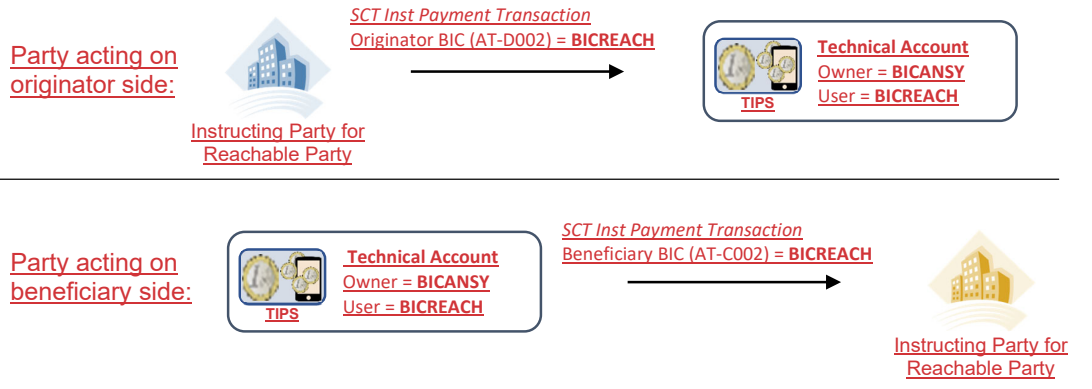 SCT Inst Payment Transaction
Originator BIC (AT-D002) = BICREACH
Party acting on
originator side:
Technical Account
Owner = BICANSY
User = BICREACH
TIPS
Instructing Party for
Reachable Party
SCT Inst Payment Transaction
Beneficiary BIC (AT-C002) = BICREACH
Party acting on
beneficiary side:
Technical Account
Owner = BICANSY
User = BICREACH
TIPS
Instructing Party for
Reachable Party